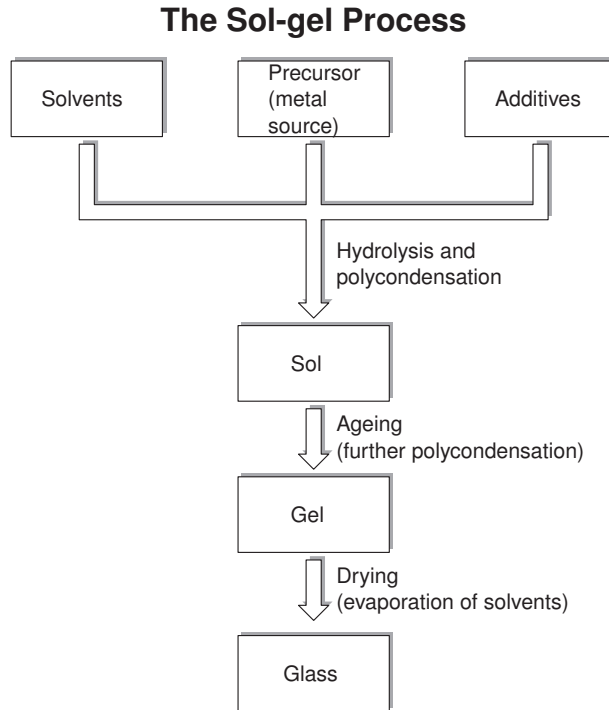 The Sol-gel Process
Solvents
Precursor
(metal
source)
Additives
Hydrolysis and
polycondensation
Sol
Ageing
(further polycondensation)
Gel
Drying
(evaporation of solvents)
Glass